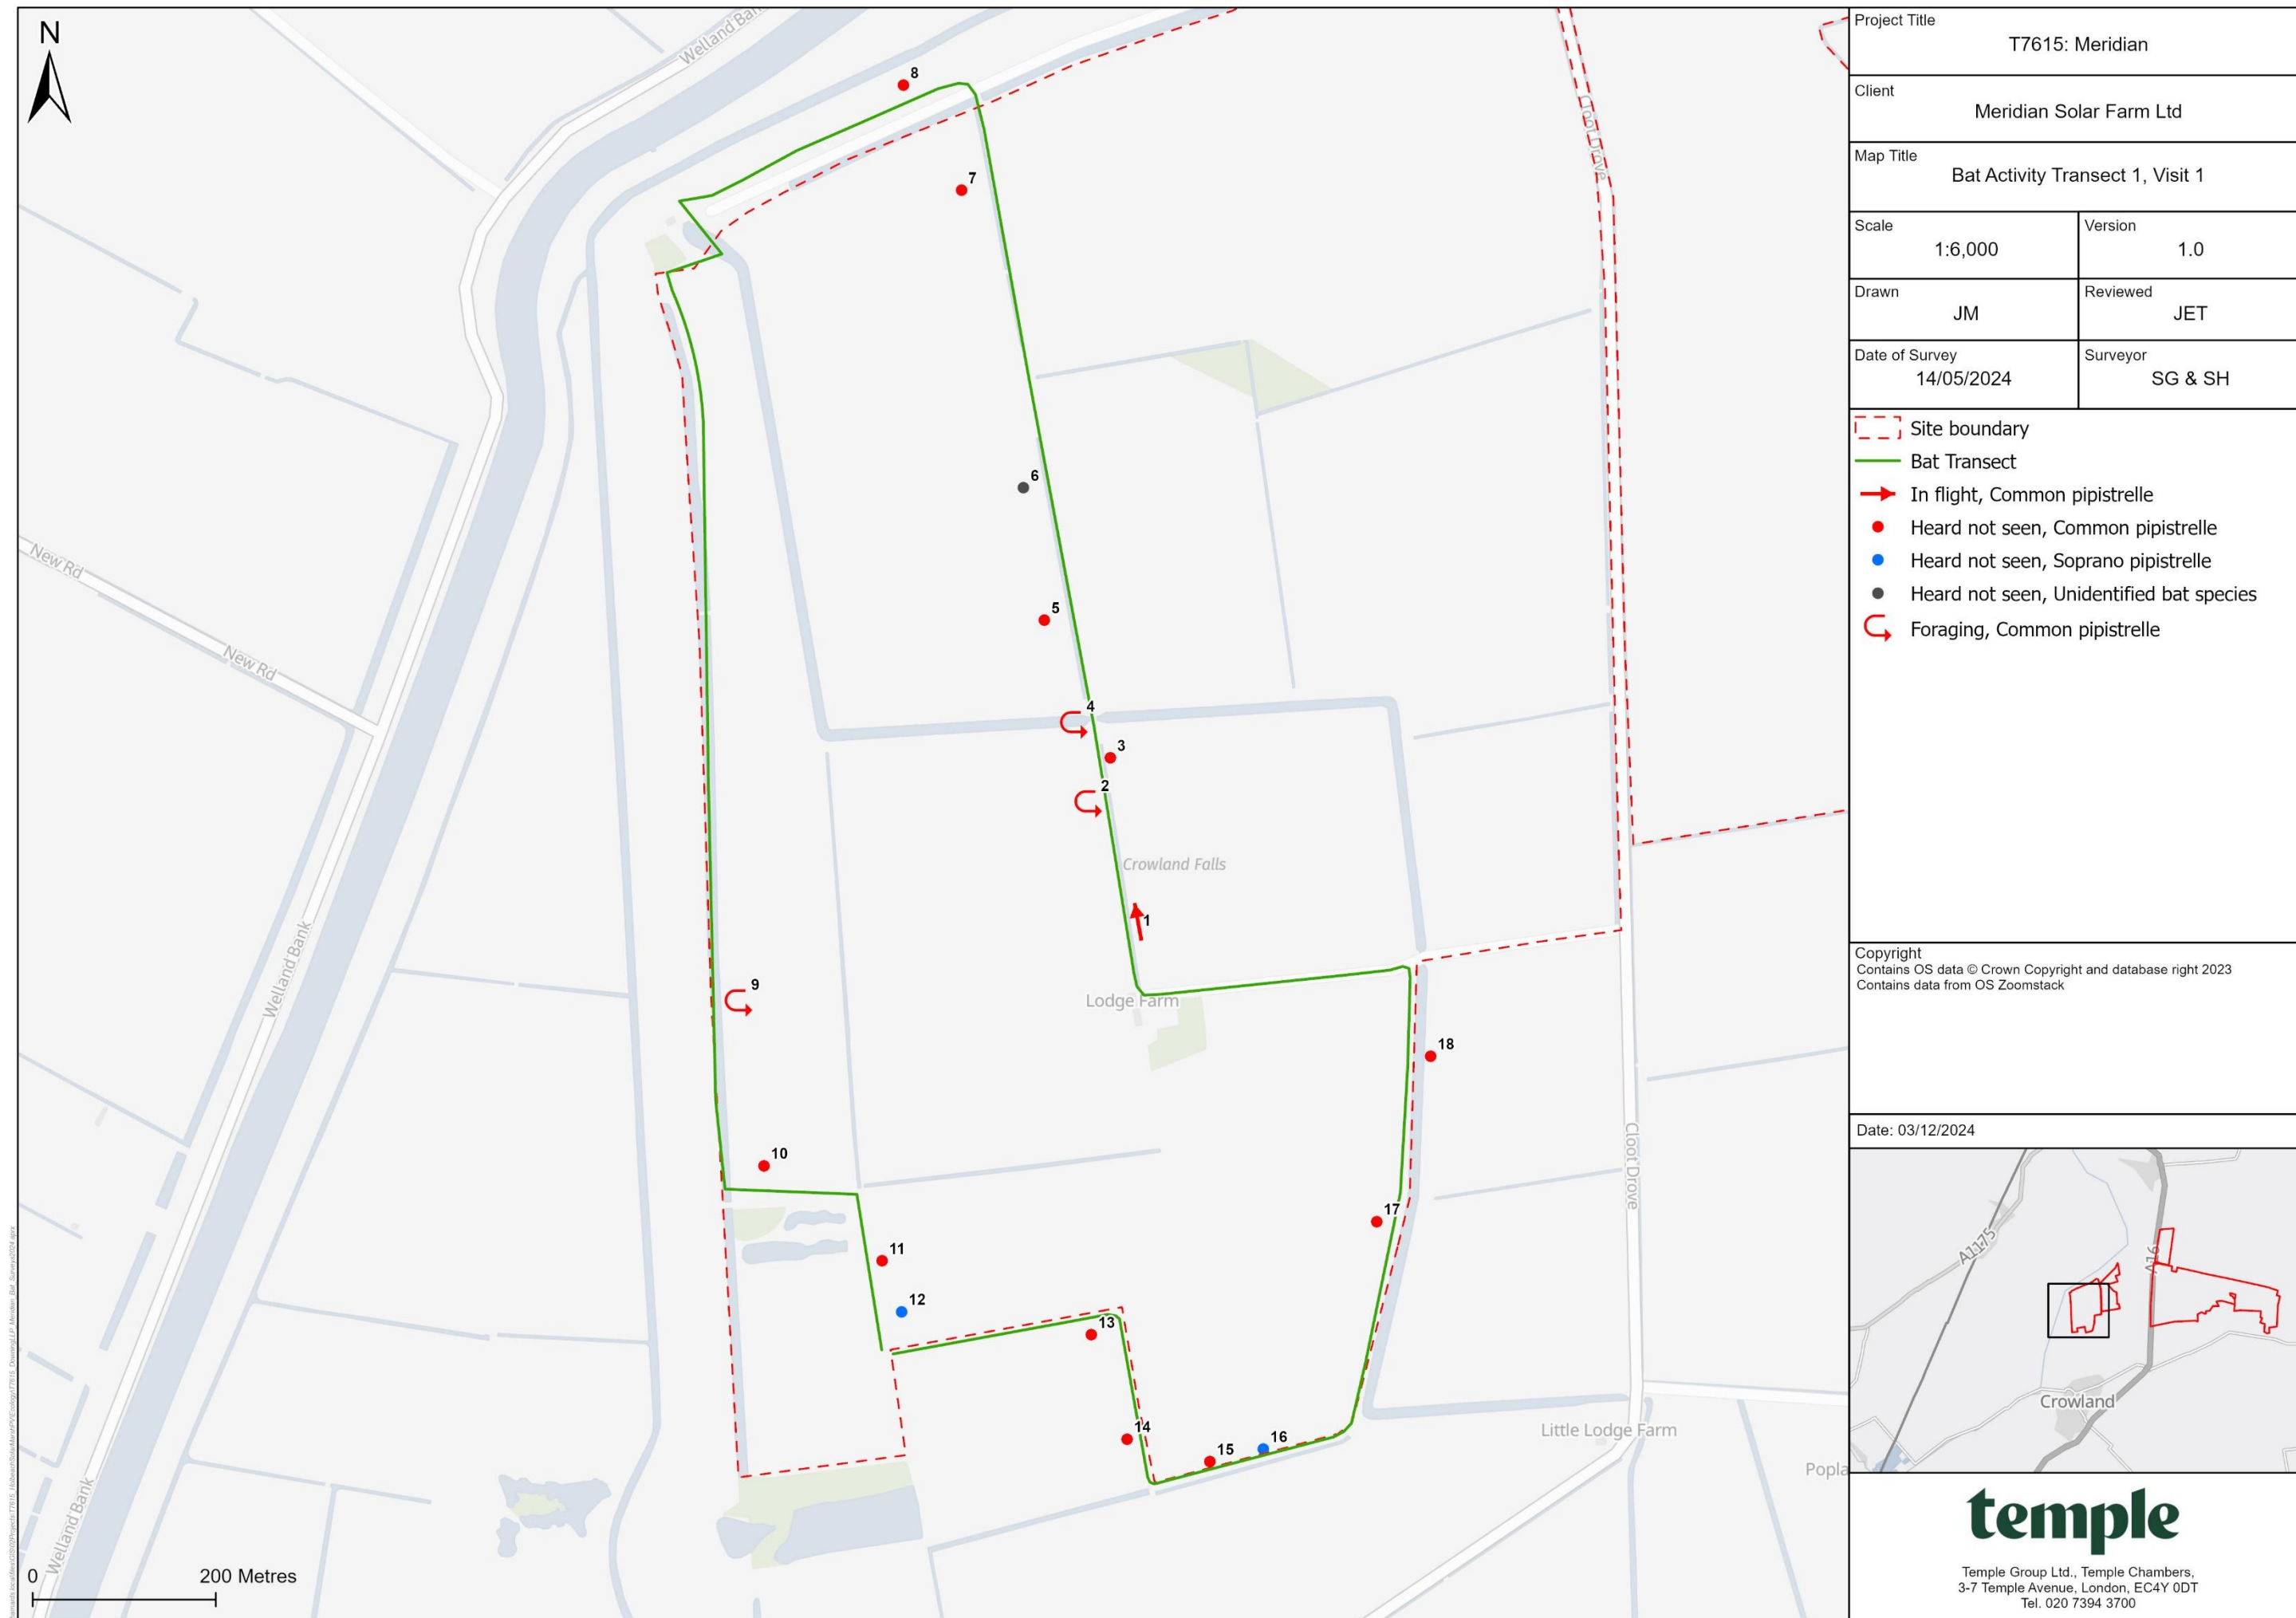 N
Welland Bank
8
7
Cloot Drove
6
New Rd
5
New Rd
4
3
2
Crowland Falls
1
Welland Bank
9
Lodge Farm
18
10
Cloot Drove
17
11
12
13
14
15
16
Little Lodge Farm
Popla
Welland Bank
0 200 Metres
Project Title
T7615: Meridian
Client
Meridian Solar Farm Ltd
Map Title
Bat Activity Transect 1, Visit 1
Scale
1:6,000
Version
1.0
Drawn
JM
Reviewed
JET
Date of Survey
14/05/2024
Surveyor
SG & SH
Site boundary
Bat Transect
In flight, Common pipistrelle
Heard not seen, Common pipistrelle
Heard not seen, Soprano pipistrelle
Heard not seen, Unidentified bat species
Foraging, Common pipistrelle
Copyright
Contains OS data © Crown Copyright and database right 2023
Contains data from OS Zoomstack
Date: 03/12/2024
A1175
A16
Crowland
temple
Temple Group Ltd., Temple Chambers,
3-7 Temple Avenue, London, EC4Y 0DT
Tel. 020 7394 3700